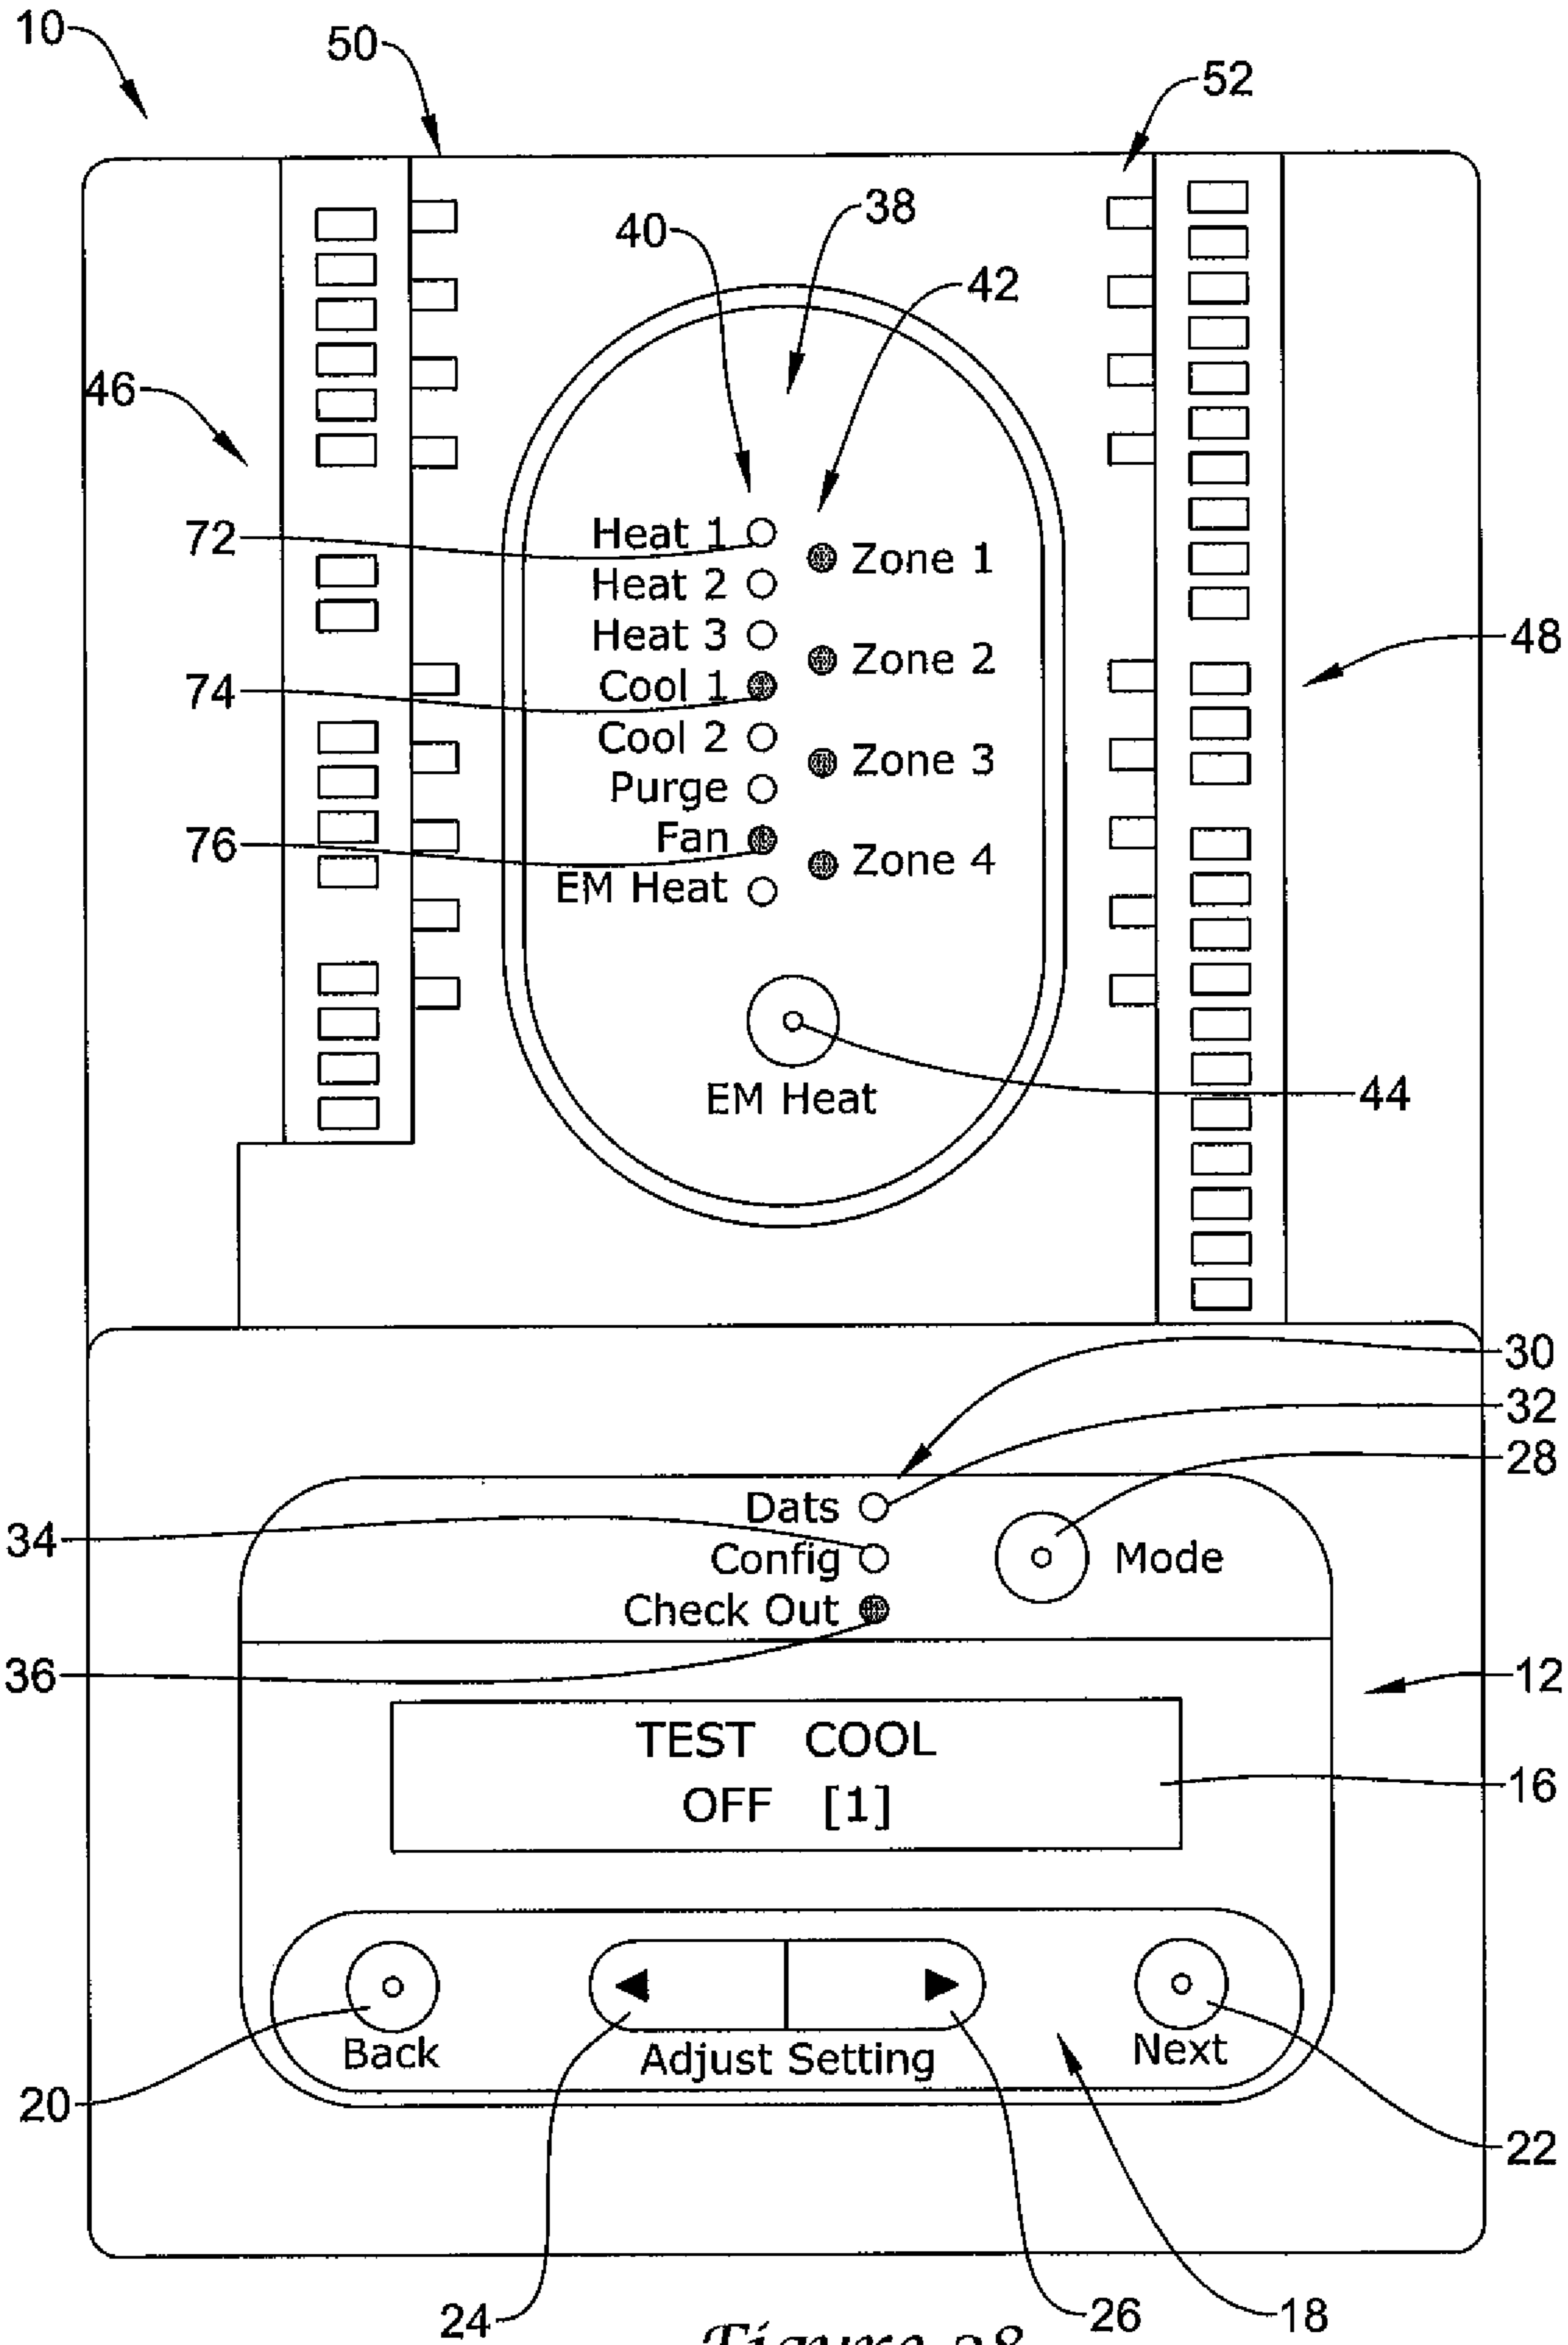 10
50
52
38
40
42
46
72
Heat 1
Zone 1
Heat 2
Heat 3
48
Zone 2
74
Cool 1
Cool 2
Zone 3
Purge
76
Fan
Zone 4
EM Heat
EM Heat
44
30
32
28
Dats
34
Config
Mode
Check Out
36
12
TEST COOL
16
OFF [1]
Back
Adjust Setting
Next
20
22
24
26
18
Figure 28